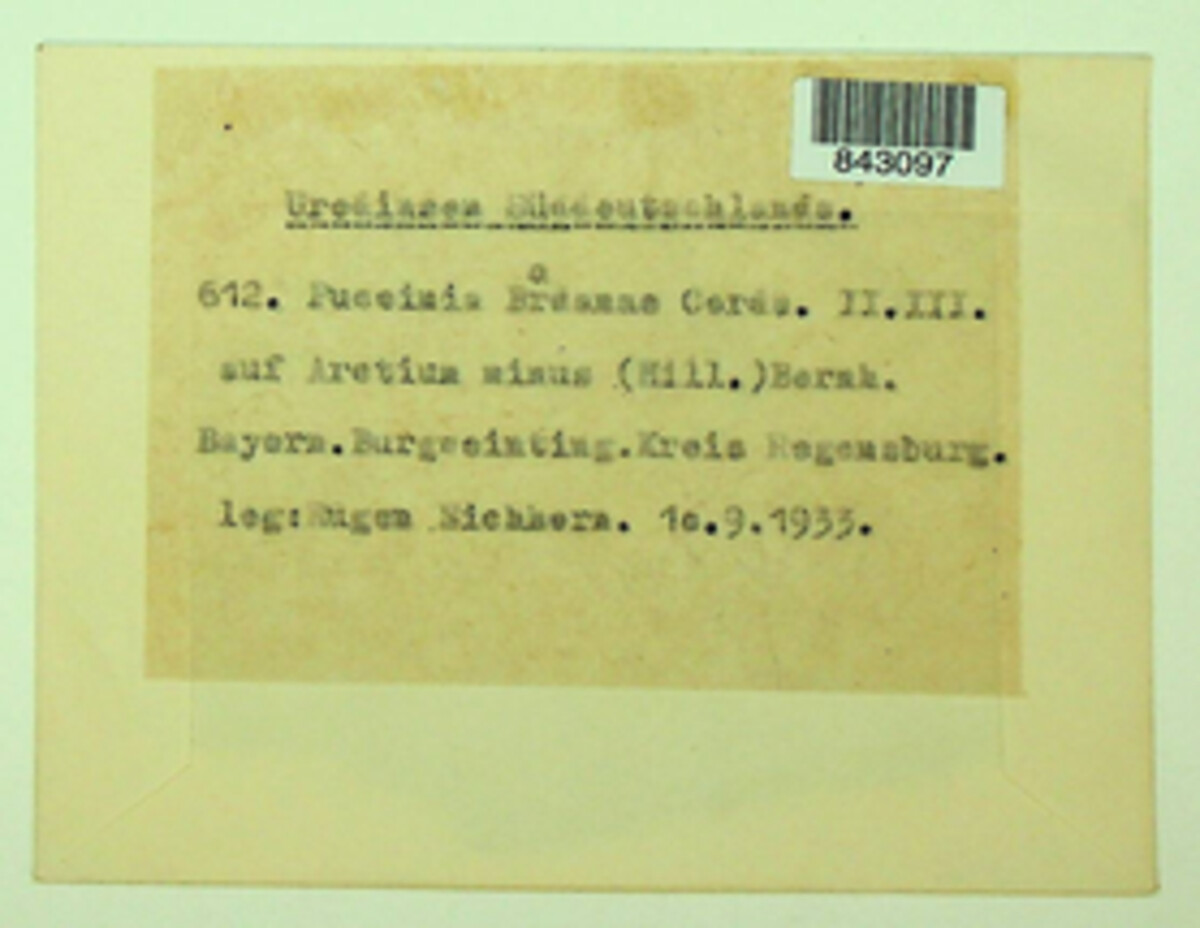 843097
Uredineen Süddeutschlands.
612. Puccinia Bardanae Corda. II.III.
auf Arctium minus (Hill.)Bernh.
Bayern.Burgweinting.Kreis Regensburg.
leg:Eugen Eichhorn. 1o.9.1933.